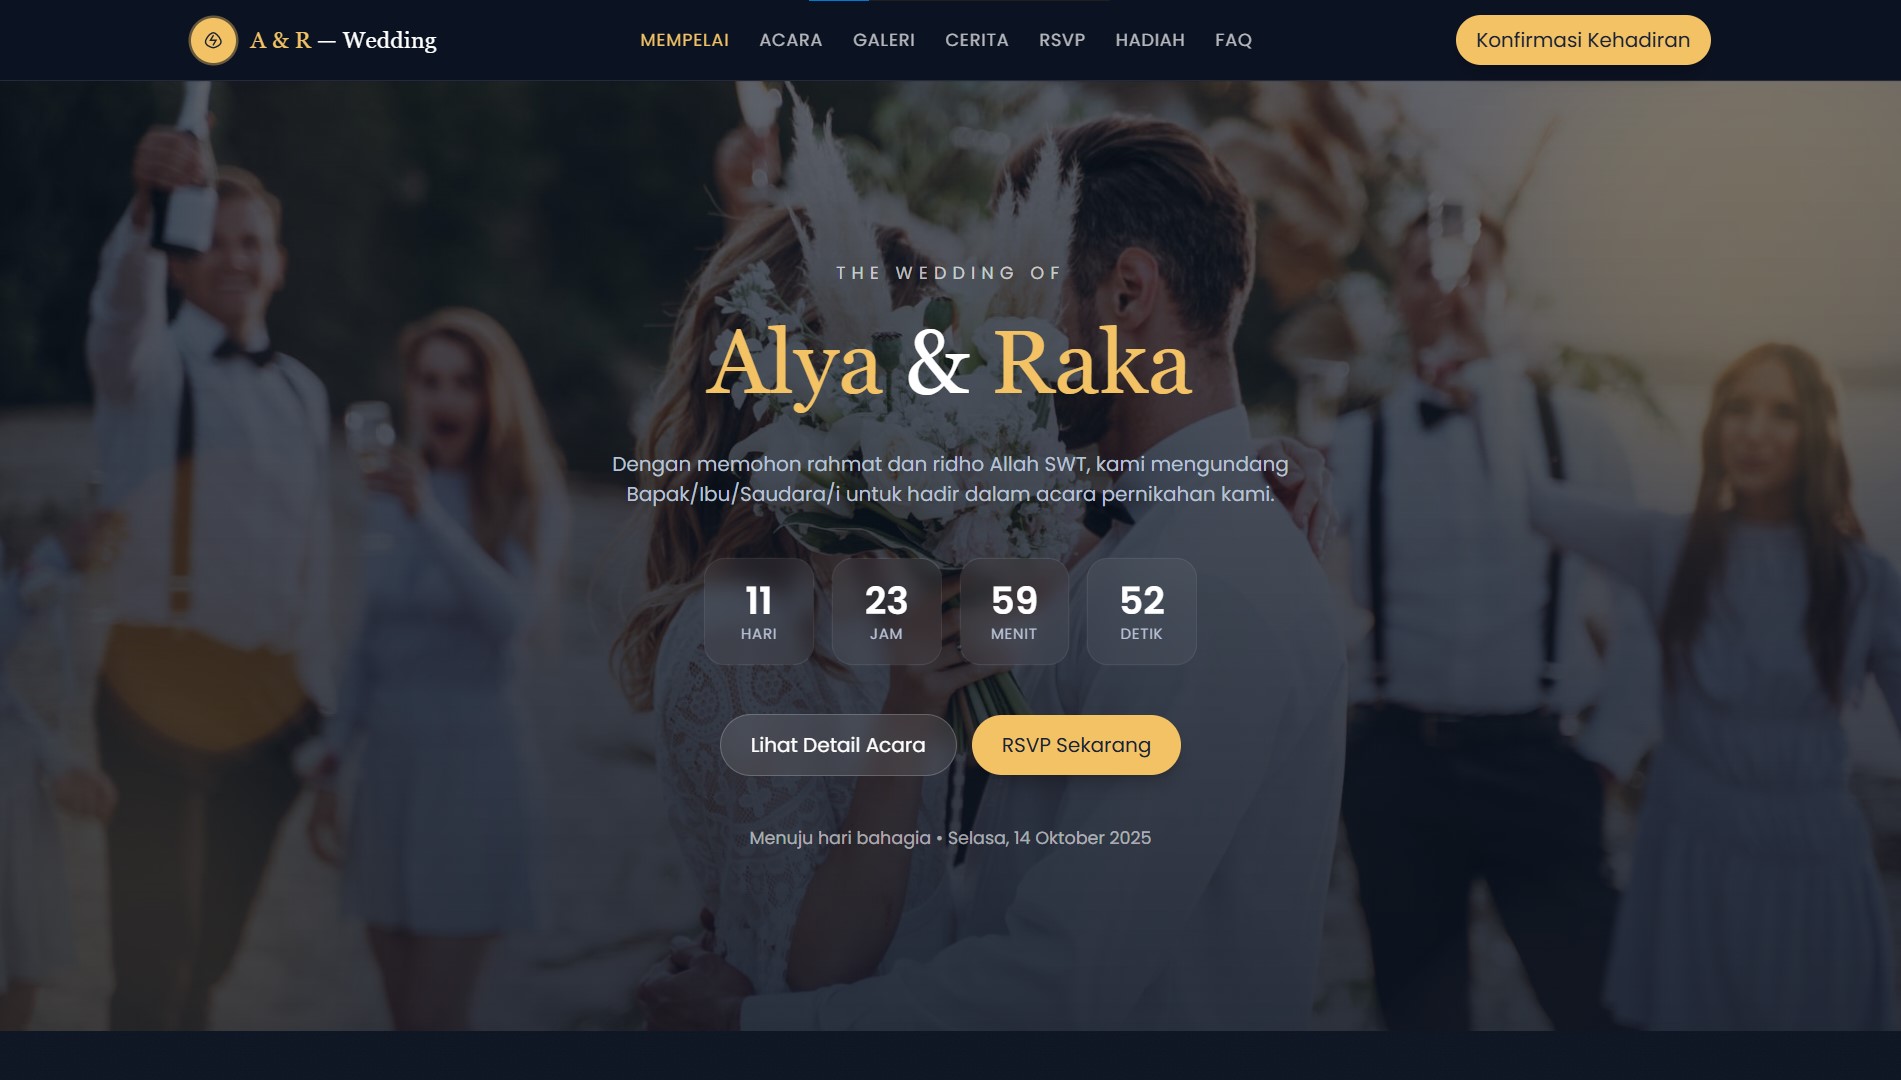 A & R — Wedding
MEMPELAI ACARA GALERI CERITA RSVP HADIAH FAQ
Konfirmasi Kehadiran
THE WEDDING OF
Alya & Raka
Dengan memohon rahmat dan ridho Allah SWT, kami mengundang
Bapak/Ibu/Saudara/i untuk hadir dalam acara pernikahan kami.
11 23 59 52
HARI JAM MENIT DETIK
Lihat Detail Acara
RSVP Sekarang
Menuju hari bahagia • Selasa, 14 Oktober 2025